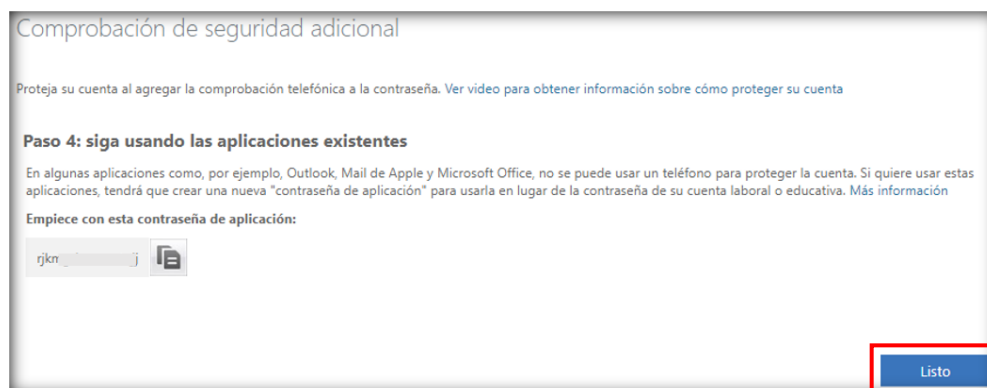 Comprobación de seguridad adicional
Proteja su cuenta al agregar la comprobación telefónica a la contraseña. Ver video para obtener información sobre cómo proteger su cuenta
Paso 4: siga usando las aplicaciones existentes
En algunas aplicaciones como, por ejemplo, Outlook, Mail de Apple y Microsoft Office, no se puede usar un teléfono para proteger la cuenta. Si quiere usar estas
aplicaciones, tendrá que crear una nueva "contraseña de aplicación" para usarla en lugar de la contraseña de su cuenta laboral o educativa. Más información
Empiece con esta contraseña de aplicación:
Listo